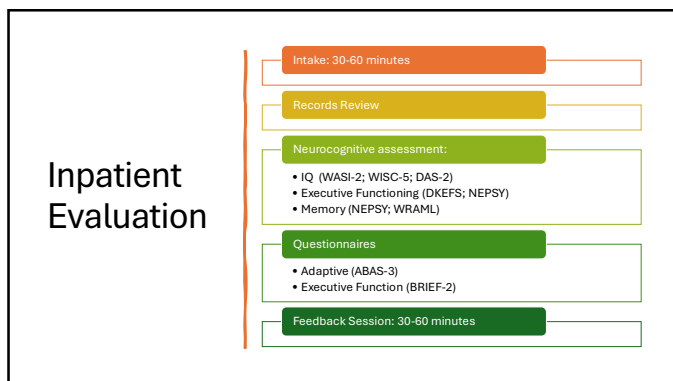 Inpatient
Evaluation
Intake: 30-60 minutes
Records Review
Neurocognitive assessment:
• IQ (WASI-2; WISC-5; DAS-2)
• Executive Functioning (DKEFS; NEPSY)
• Memory (NEPSY; WRAML)
Questionnaires
• Adaptive (ABAS-3)
• Executive Function (BRIEF-2)
Feedback Session: 30-60 minutes